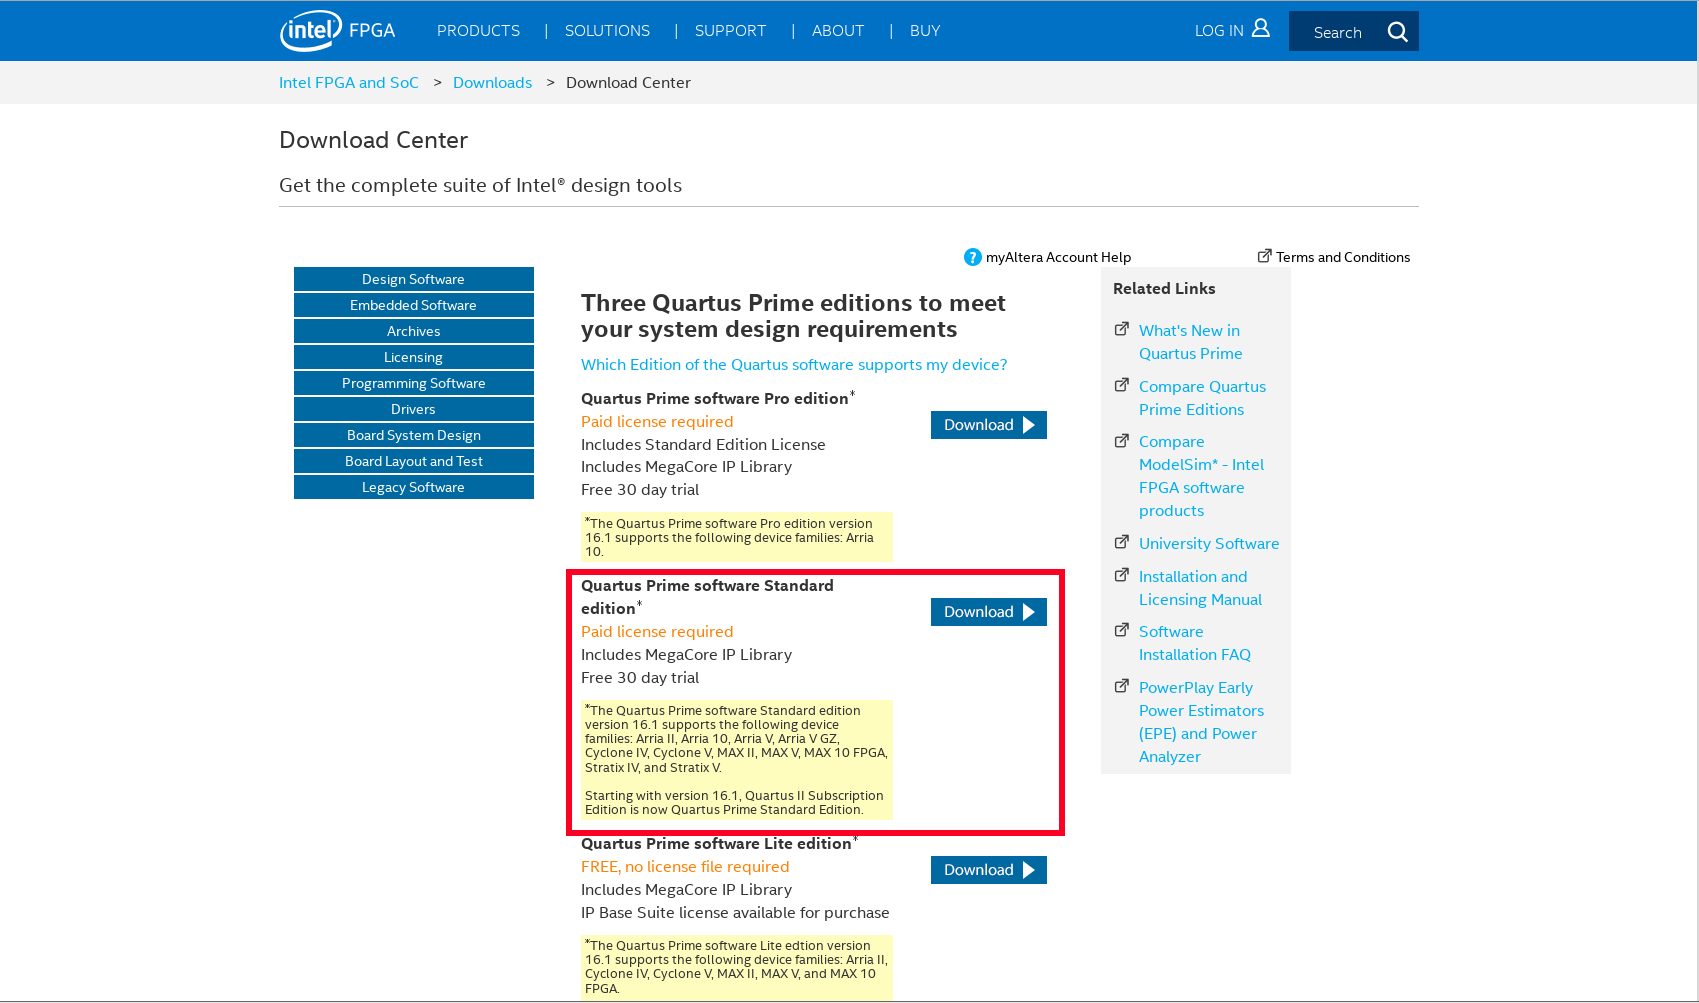 intel FPGA PRODUCTS | SOLUTIONS | SUPPORT | ABOUT | BUY LOG IN Search
Intel FPGA and SoC > Downloads > Download Center
Download Center
Get the complete suite of Intel® design tools
? myAltera Account Help
Terms and Conditions
Design Software
Embedded Software
Archives
Licensing
Programming Software
Drivers
Board System Design
Board Layout and Test
Legacy Software
Three Quartus Prime editions to meet
your system design requirements
Which Edition of the Quartus software supports my device?
Quartus Prime software Pro edition*
Paid license required
Download
Includes Standard Edition License
Includes MegaCore IP Library
Free 30 day trial
*The Quartus Prime software Pro edition version
16.1 supports the following device families: Arria
10.
Quartus Prime software Standard
edition*
Download
Paid license required
Includes MegaCore IP Library
Free 30 day trial
*The Quartus Prime software Standard edition
version 16.1 supports the following device
families: Arria II, Arria 10, Arria V, Arria V GZ,
Cyclone IV, Cyclone V, MAX II, MAX V, MAX 10 FPGA,
Stratix IV, and Stratix V.
Starting with version 16.1, Quartus II Subscription
Edition is now Quartus Prime Standard Edition.
Quartus Prime software Lite edition*
FREE, no license file required
Download
Includes MegaCore IP Library
IP Base Suite license available for purchase
*The Quartus Prime software Lite edtion version
16.1 supports the following device families: Arria II,
Cyclone IV, Cyclone V, MAX II, MAX V, and MAX 10
FPGA.
Related Links
What's New in
Quartus Prime
Compare Quartus
Prime Editions
Compare
ModelSim* - Intel
FPGA software
products
University Software
Installation and
Licensing Manual
Software
Installation FAQ
PowerPlay Early
Power Estimators
(EPE) and Power
Analyzer